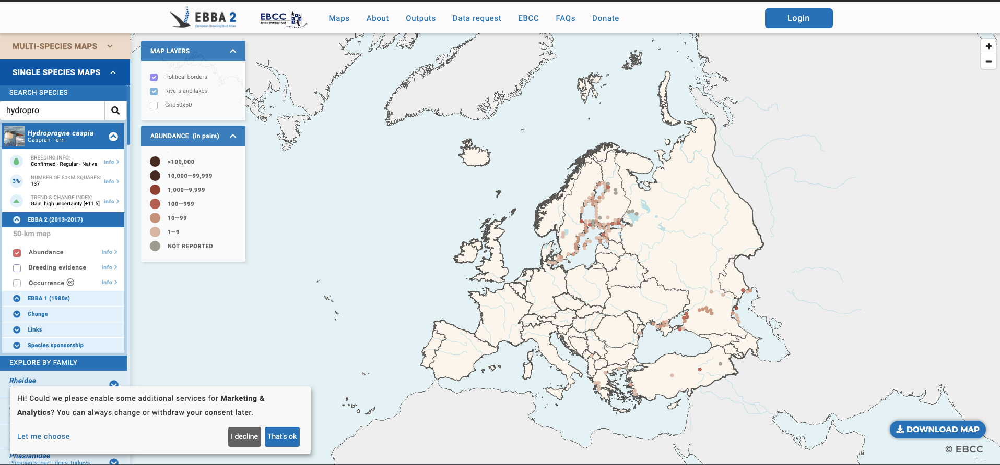 EBBA 2
European Breeding Bird Atlas
EBCC
European Bird Census Council
every bird counts
Maps
About
Outputs
Data request
EBCC
FAQs
Donate
Login
MULTI-SPECIES MAPS
SINGLE SPECIES MAPS
SEARCH SPECIES
hydropro
Hydroprogne caspia
Caspian Tern
BREEDING INFO:
Confirmed - Regular - Native
info
3%
NUMBER OF 50KM SQUARES:
137
info
TREND & CHANGE INDEX:
Gain, high uncertainty [+11.5]
info
EBBA 2 (2013-2017)
50-km map
Abundance
info
Breeding evidence
info
Occurrence cc
info
EBBA 1 (1980s)
Change
Links
Species sponsorship
EXPLORE BY FAMILY
Rheidae
Phasianidae
Pheasants, partridges, turkeys
MAP LAYERS
Political borders
Rivers and lakes
Grid50x50
ABUNDANCE (in pairs)
>100,000
10,000—99,999
1,000—9,999
100—999
10—99
1—9
NOT REPORTED
+
−
Hi! Could we please enable some additional services for Marketing &
Analytics? You can always change or withdraw your consent later.
Let me choose
I decline
That's ok
DOWNLOAD MAP
© EBCC